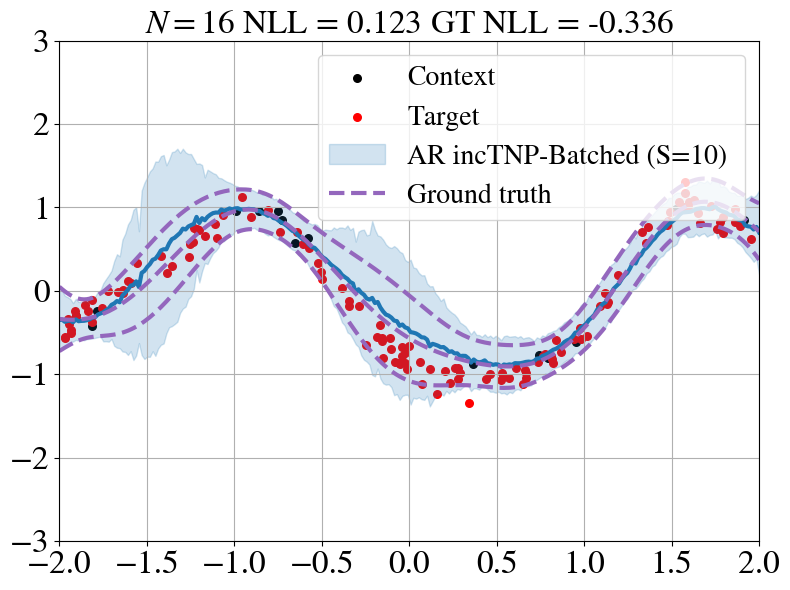 N = 16 NLL = 0.123 GT NLL = -0.336
3
2
1
0
−1
−2
−3
Context
Target
AR incTNP-Batched (S=10)
Ground truth
−2.0 −1.5 −1.0 −0.5 0.0 0.5 1.0 1.5 2.0